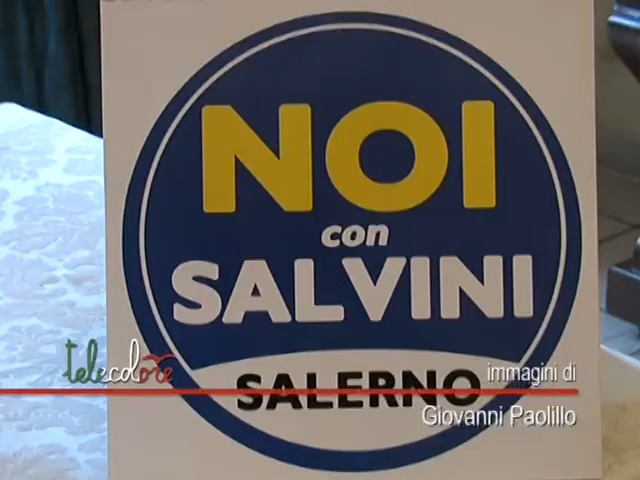 NOI
con
SALVINI
SALERNO
telecolore
immagini di
Giovanni Paolillo